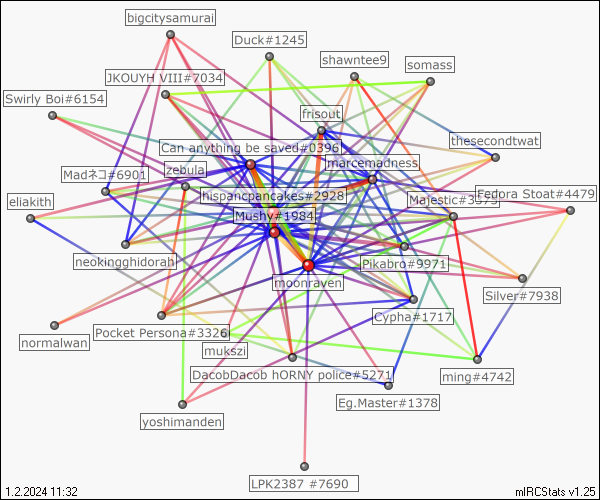 bigcitysamurai
Duck#1245
shawntee9
somass
JKOUYH VIII#7034
Swirly Boi#6154
frisout
thesecondtwat
Can anything be saved#0396
marcemadness
zebula
Madネコ#6901
hispancpancakes#2928
Majestic#3575
Fedora Stoat#4479
eliakith
Mushy#1984
neokingghidorah
Pikabro#9971
moonraven
Silver#7938
Cypha#1717
Pocket Persona#3326
normalwan
mukszi
DacobDacob hORNY police#5271
ming#4742
Eg.Master#1378
yoshimanden
LPK2387 #7690
1.2.2024 11:32
mIRCStats v1.25